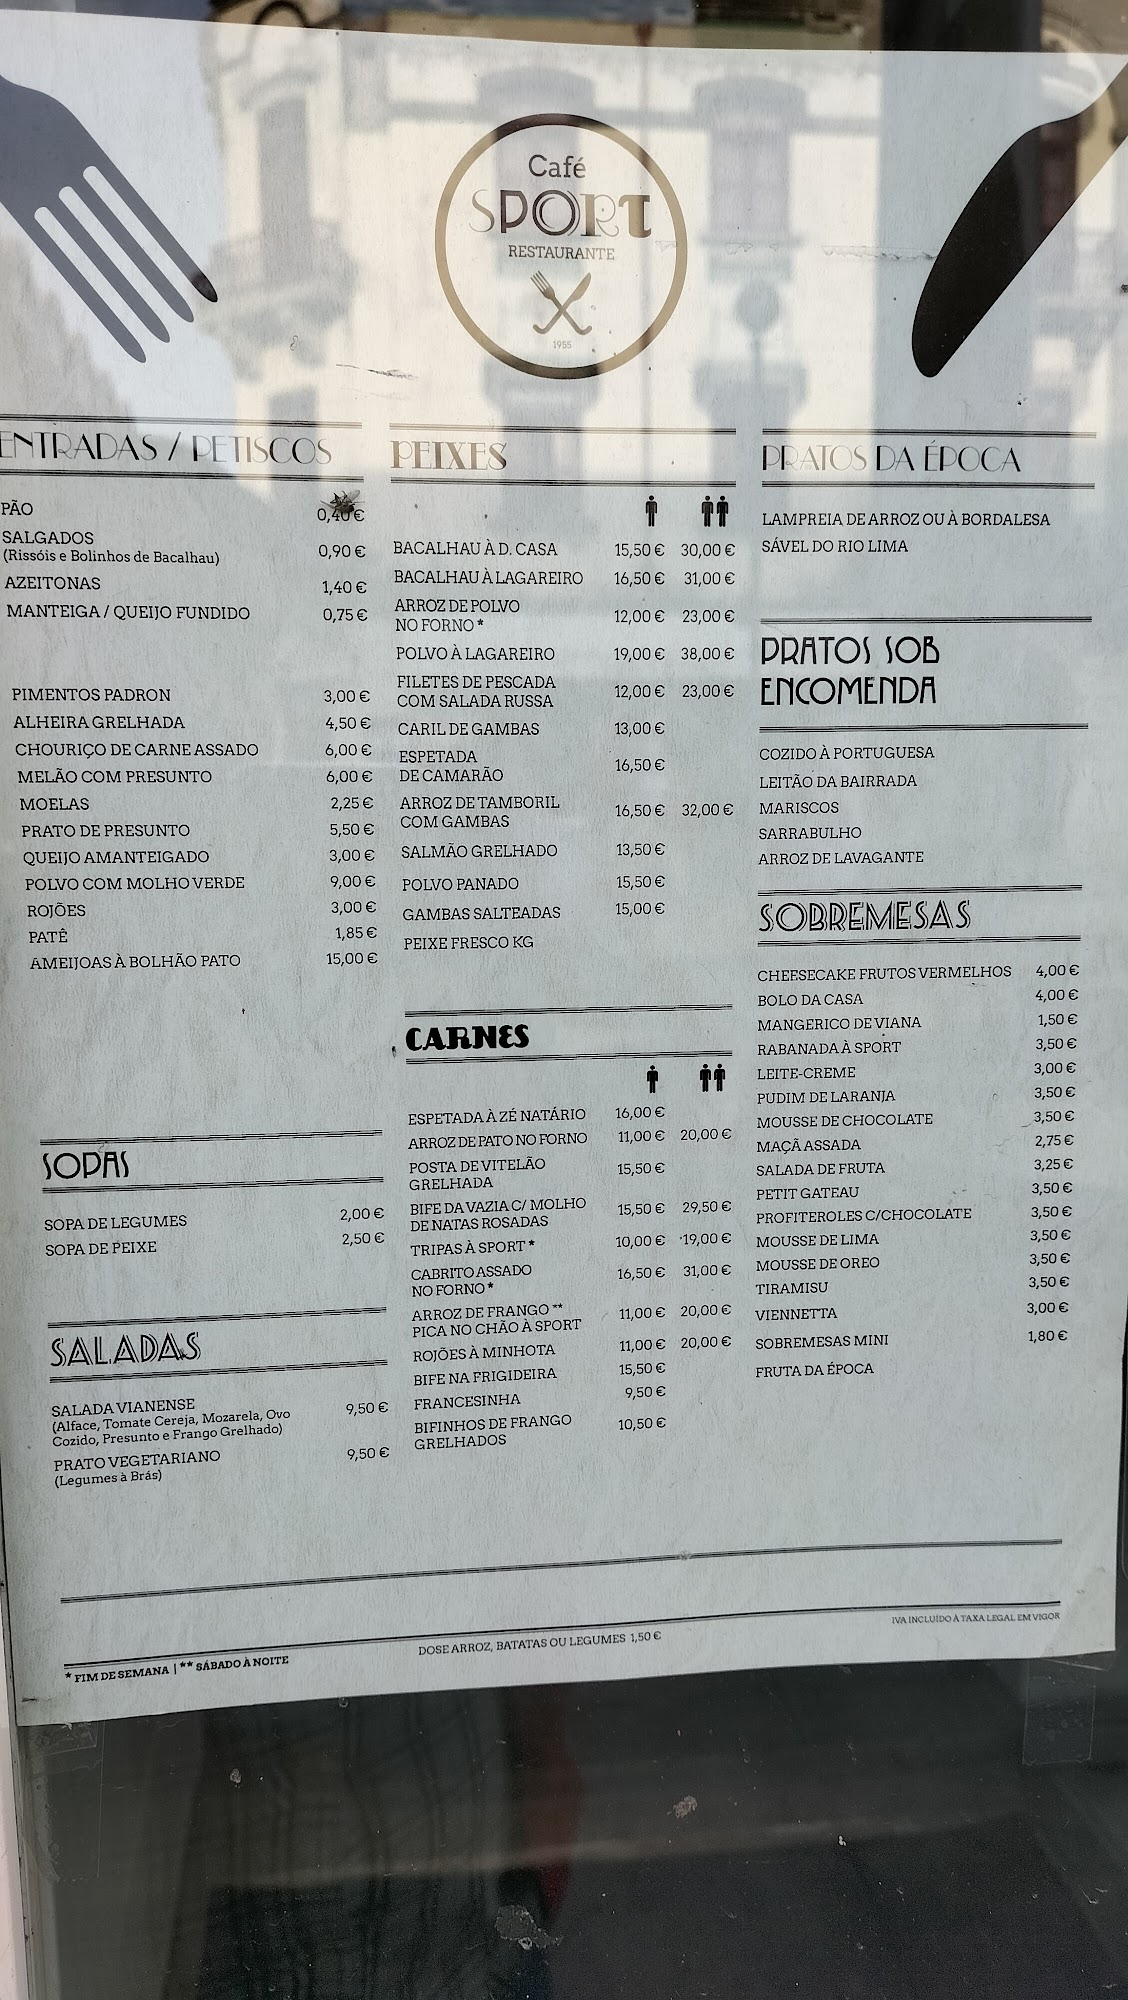 Café
SPORT
RESTAURANTE
1955
ENTRADAS / PETISCOS
PÃO 0,40 €
SALGADOS
(Rissóis e Bolinhos de Bacalhau) 0,90 €
AZEITONAS 1,40 €
MANTEIGA / QUEIJO FUNDIDO 0,75 €
PIMENTOS PADRON 3,00 €
ALHEIRA GRELHADA 4,50 €
CHOURIÇO DE CARNE ASSADO 6,00 €
MELÃO COM PRESUNTO 6,00 €
MOELAS 2,25 €
PRATO DE PRESUNTO 5,50 €
QUEIJO AMANTEIGADO 3,00 €
POLVO COM MOLHO VERDE 9,00 €
ROJÕES 3,00 €
PATÊ 1,85 €
AMEIJOAS À BOLHÃO PATO 15,00 €
SOPAS
SOPA DE LEGUMES 2,00 €
SOPA DE PEIXE 2,50 €
SALADAS
SALADA VIANENSE 9,50 €
(Alface, Tomate Cereja, Mozarela, Ovo
Cozido, Presunto e Frango Grelhado)
PRATO VEGETARIANO 9,50 €
(Legumes à Brás)
PEIXES
BACALHAU À D. CASA 15,50 € 30,00 €
BACALHAU À LAGAREIRO 16,50 € 31,00 €
ARROZ DE POLVO
NO FORNO * 12,00 € 23,00 €
POLVO À LAGAREIRO 19,00 € 38,00 €
FILETES DE PESCADA
COM SALADA RUSSA 12,00 € 23,00 €
CARIL DE GAMBAS 13,00 €
ESPETADA
DE CAMARÃO 16,50 €
ARROZ DE TAMBORIL
COM GAMBAS 16,50 € 32,00 €
SALMÃO GRELHADO 13,50 €
POLVO PANADO 15,50 €
GAMBAS SALTEADAS 15,00 €
PEIXE FRESCO KG
CARNES
ESPETADA À ZÉ NATÁRIO 16,00 €
ARROZ DE PATO NO FORNO 11,00 € 20,00 €
POSTA DE VITELÃO
GRELHADA 15,50 €
BIFE DA VAZIA C/ MOLHO
DE NATAS ROSADAS 15,50 € 29,50 €
TRIPAS À SPORT * 10,00 € 19,00 €
CABRITO ASSADO
NO FORNO * 16,50 € 31,00 €
ARROZ DE FRANGO **
PICA NO CHÃO À SPORT 11,00 € 20,00 €
ROJÕES À MINHOTA 11,00 € 20,00 €
BIFE NA FRIGIDEIRA 15,50 €
FRANCESINHA 9,50 €
BIFINHOS DE FRANGO
GRELHADOS 10,50 €
PRATOS DA ÉPOCA
LAMPREIA DE ARROZ OU À BORDALESA
SÁVEL DO RIO LIMA
PRATOS SOB
ENCOMENDA
COZIDO À PORTUGUESA
LEITÃO DA BAIRRADA
MARISCOS
SARRABULHO
ARROZ DE LAVAGANTE
SOBREMESAS
CHEESECAKE FRUTOS VERMELHOS 4,00 €
BOLO DA CASA 4,00 €
MANGERICO DE VIANA 1,50 €
RABANADA À SPORT 3,50 €
LEITE-CREME 3,00 €
PUDIM DE LARANJA 3,50 €
MOUSSE DE CHOCOLATE 3,50 €
MAÇÃ ASSADA 2,75 €
SALADA DE FRUTA 3,25 €
PETIT GATEAU 3,50 €
PROFITEROLES C/CHOCOLATE 3,50 €
MOUSSE DE LIMA 3,50 €
MOUSSE DE OREO 3,50 €
TIRAMISU 3,50 €
VIENNETTA 3,00 €
SOBREMESAS MINI 1,80 €
FRUTA DA ÉPOCA
IVA INCLUÍDO À TAXA LEGAL EM VIGOR
DOSE ARROZ, BATATAS OU LEGUMES 1,50 €
* FIM DE SEMANA | ** SÁBADO À NOITE